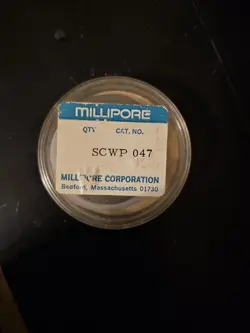 MILLIPORE
QTY. CAT. NO.
SCWP 047
MILLIPORE CORPORATION
Bedford, Massachusetts 01730